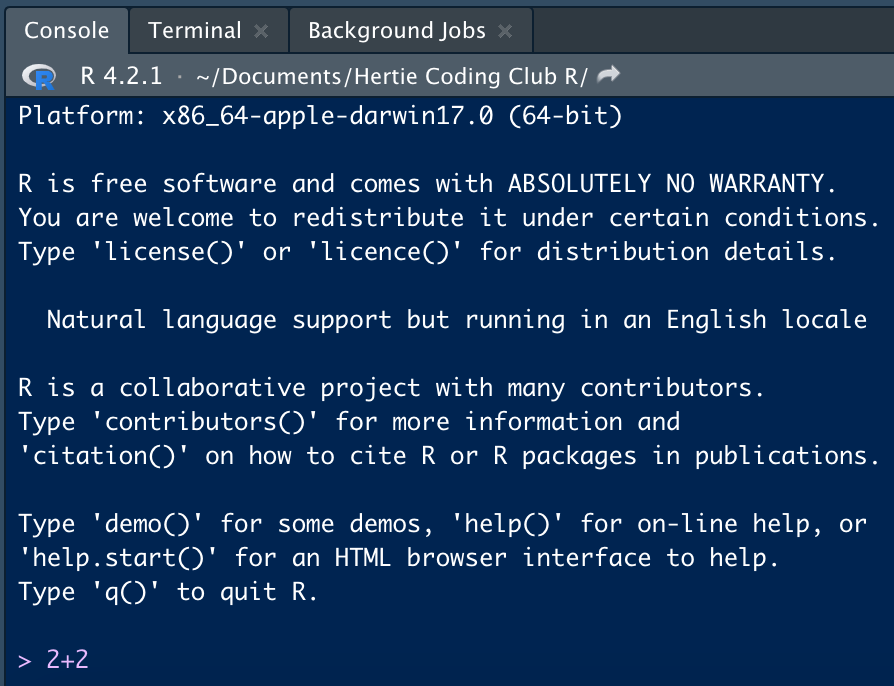 Console Terminal × Background Jobs ×
R R 4.2.1 · ~/Documents/Hertie Coding Club R/
Platform: x86_64-apple-darwin17.0 (64-bit)
R is free software and comes with ABSOLUTELY NO WARRANTY.
You are welcome to redistribute it under certain conditions.
Type 'license()' or 'licence()' for distribution details.
Natural language support but running in an English locale
R is a collaborative project with many contributors.
Type 'contributors()' for more information and
'citation()' on how to cite R or R packages in publications.
Type 'demo()' for some demos, 'help()' for on-line help, or
'help.start()' for an HTML browser interface to help.
Type 'q()' to quit R.
> 2+2